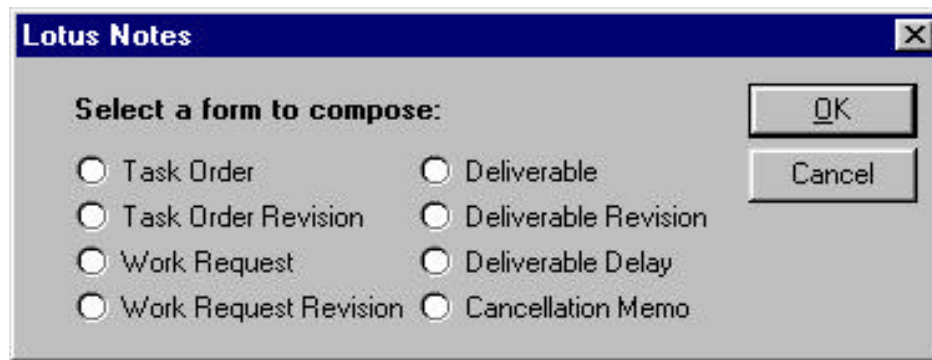 Lotus Notes
Select a form to compose:
OK
Cancel
Task Order
Task Order Revision
Work Request
Work Request Revision
Deliverable
Deliverable Revision
Deliverable Delay
Cancellation Memo